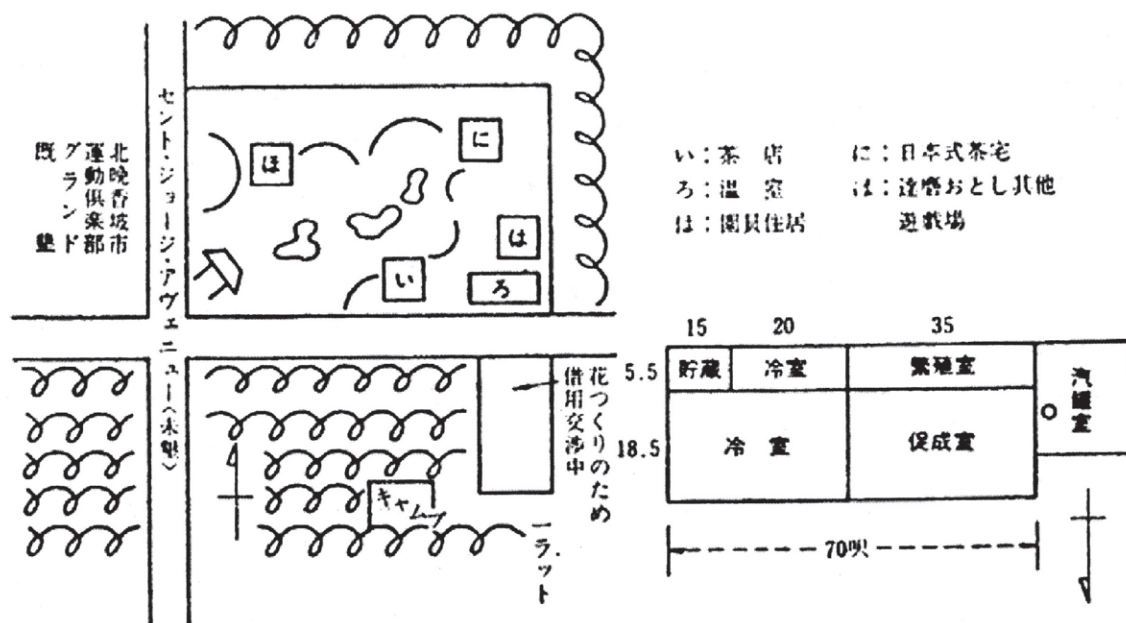 北晩香坡市
運動倶楽部
グランド
既墾
セント・ジョージ・アヴェニュー〈未墾〉
ほ
に
は
い
ろ
い：茶店
ろ：温室
は：園員住居
に：日本式茶宅
ほ：達磨おとし其他
遊戯場
花つくりのため
借用交渉中
一ラット
キャムプ
15 20 35
5.5 貯蔵 冷室 繁殖室
汽罐室
18.5 冷室 促成室
70呎